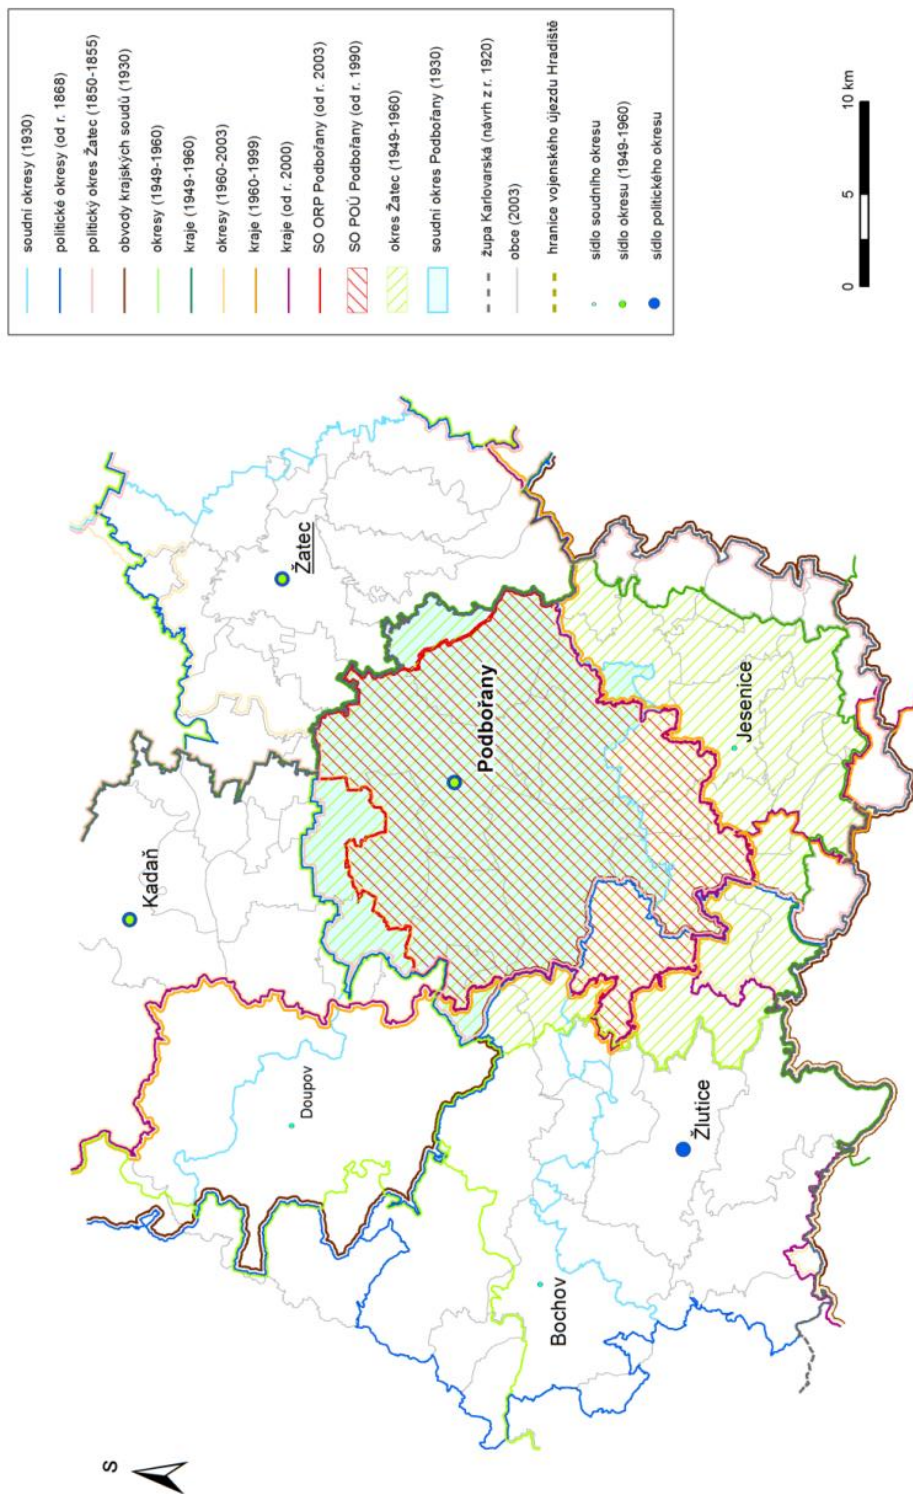 soudní okresy (1930)
politické okresy (od r. 1868)
politický okres Žatec (1850-1855)
obvody krajských soudů (1930)
okresy (1949-1960)
kraje (1949-1960)
okresy (1960-2003)
kraje (1960-1999)
kraje (od r. 2000)
SO ORP Podbořany (od r. 2003)
SO POÚ Podbořany (od r. 1990)
okres Žatec (1949-1960)
soudní okres Podbořany (1930)
župa Karlovarská (návrh z r. 1920)
obce (2003)
hranice vojenského újezdu Hradiště
sídlo soudního okresu
sídlo okresu (1949-1960)
sídlo politického okresu
0 5 10 km
S
Kadaň
Žatec
Doupov
Podbořany
Bochov
Žlutice
Jesenice